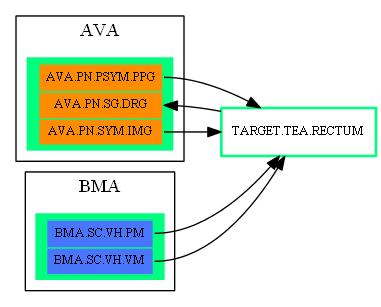 AVA
AVA.PN.PSYM.PPG
AVA.PN.SG.DRG
AVA.PN.SYM.IMG
TARGET.TEA.RECTUM
BMA
BMA.SC.VH.PM
BMA.SC.VH.VM